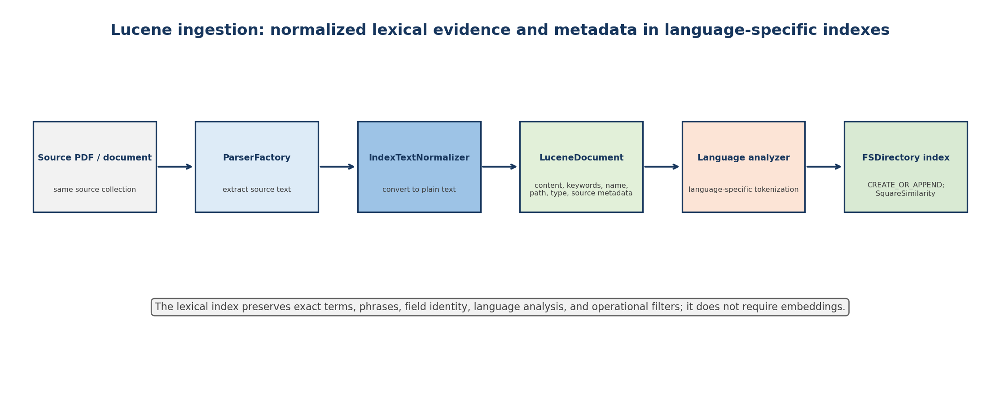 Lucene ingestion: normalized lexical evidence and metadata in language-specific indexes
Source PDF / document
same source collection
ParserFactory
extract source text
IndexTextNormalizer
convert to plain text
LuceneDocument
content, keywords, name,
path, type, source metadata
Language analyzer
language-specific tokenization
FSDirectory index
CREATE_OR_APPEND;
SquareSimilarity
The lexical index preserves exact terms, phrases, field identity, language analysis, and operational filters; it does not require embeddings.